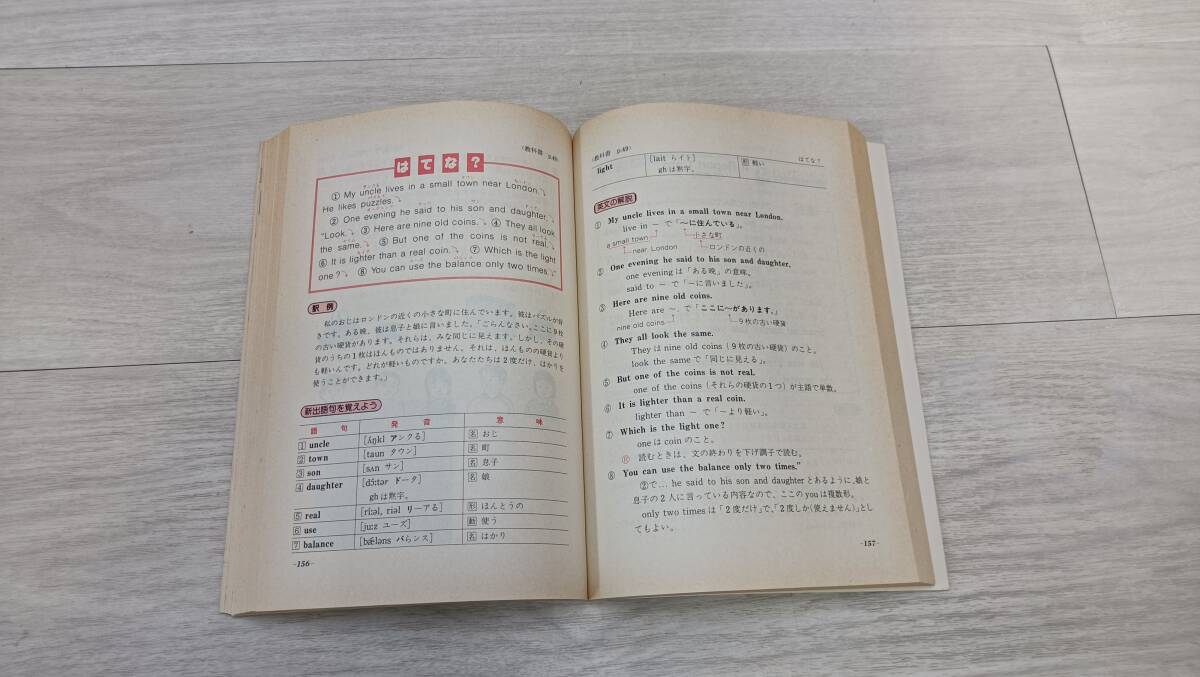 〈教科書 p.49〉
はてな?
① My uncle lives in a small town near London.
He likes puzzles.
② One evening he said to his son and daughter,
"Look. ③ Here are nine old coins. ④ They all look
the same. ⑤ But one of the coins is not real.
⑥ It is lighter than a real coin. ⑦ Which is the light
one? ⑧ You can use the balance only two times.
訳例
私のおじはロンドンの近くの小さな町に住んでいます。彼はパズルが好
きです。ある晩、彼は息子と娘に言いました。「ごらんなさい。ここに9枚
の古い硬貨があります。それらは、みな同じに見えます。しかし、その硬
貨のうちの1枚はほんものではありません。それは、ほんものの硬貨より
も軽いんです。どれが軽いものですか。あなたたちは2度だけ、はかりを
使うことができます。」
新出語句を覚えよう
語句 発音 意味
1 uncle [ʌ́ŋkl アンクる] 名 おじ
2 town [taun タウン] 名 町
3 son [sʌn サン] 名 息子
4 daughter [dɔ́ːtər ドータ] 名 娘
ghは黙字。
5 real [ríːəl, riəl リーアる] 形 ほんとうの
6 use [juːz ユーズ] 動 使う
7 balance [bǽləns バらンス] 名 はかり
-156-
〈教科書 p.49〉 はてな?
light [lait らイト] 形 軽い
ghは黙字。
英文の解説
① My uncle lives in a small town near London.
live in ~ で「~に住んでいる」。
a small town 小さな町
near London ロンドンの近くの
② One evening he said to his son and daughter,
one evening は「ある晩」の意味。
said to ~ で「~に言いました」。
③ Here are nine old coins.
Here are ~. で「ここに~があります。」
nine old coins 9枚の古い硬貨
④ They all look the same.
Theyは nine old coins (9枚の古い硬貨) のこと。
look the same で「同じに見える」。
⑤ But one of the coins is not real.
one of the coins (それらの硬貨の1つ) が主語で単数。
⑥ It is lighter than a real coin.
lighter than ~ で「~より軽い」。
⑦ Which is the light one?
oneは coin のこと。
読むときは、文の終わりを下げ調子で読む。
⑧ You can use the balance only two times."
②で… he said to his son and daughter とあるように、娘と
息子の2人に言っている内容なので、ここの you は複数形。
only two times は「2度だけ」で、「2度しか(使えません)」とし
てもよい。
-157-